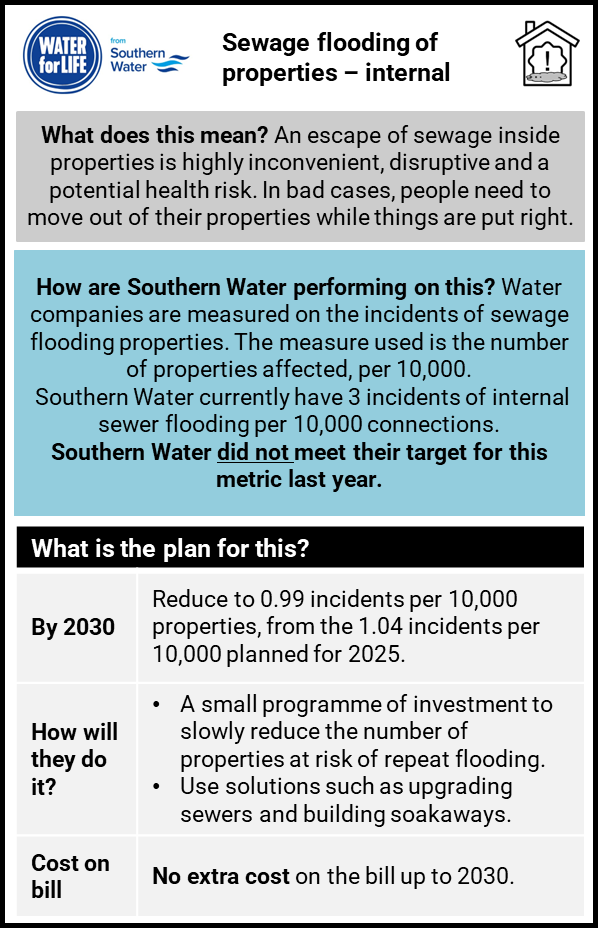 WATER
for LIFE
from
Southern
Water
Sewage flooding of
properties – internal
!
What does this mean? An escape of sewage inside
properties is highly inconvenient, disruptive and a
potential health risk. In bad cases, people need to
move out of their properties while things are put right.
How are Southern Water performing on this? Water
companies are measured on the incidents of sewage
flooding properties. The measure used is the number
of properties affected, per 10,000.
Southern Water currently have 3 incidents of internal
sewer flooding per 10,000 connections.
Southern Water did not meet their target for this
metric last year.
What is the plan for this?
By 2030
Reduce to 0.99 incidents per 10,000
properties, from the 1.04 incidents per
10,000 planned for 2025.
How will
they do
it?
• A small programme of investment to
slowly reduce the number of
properties at risk of repeat flooding.
• Use solutions such as upgrading
sewers and building soakaways.
Cost on
bill
No extra cost on the bill up to 2030.